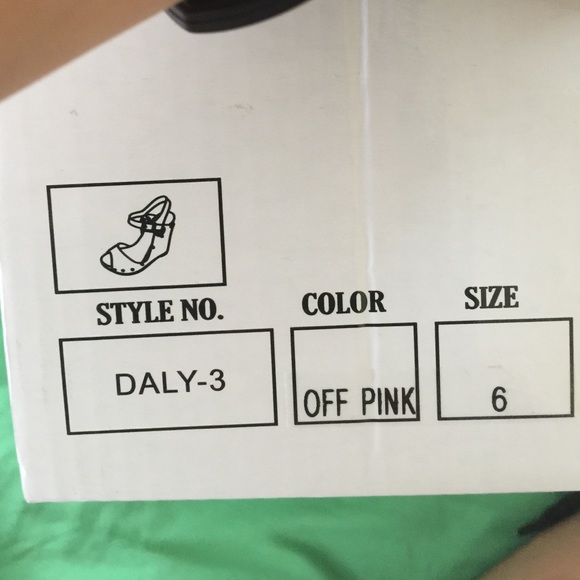 STYLE NO. COLOR SIZE
DALY-3 OFF PINK 6